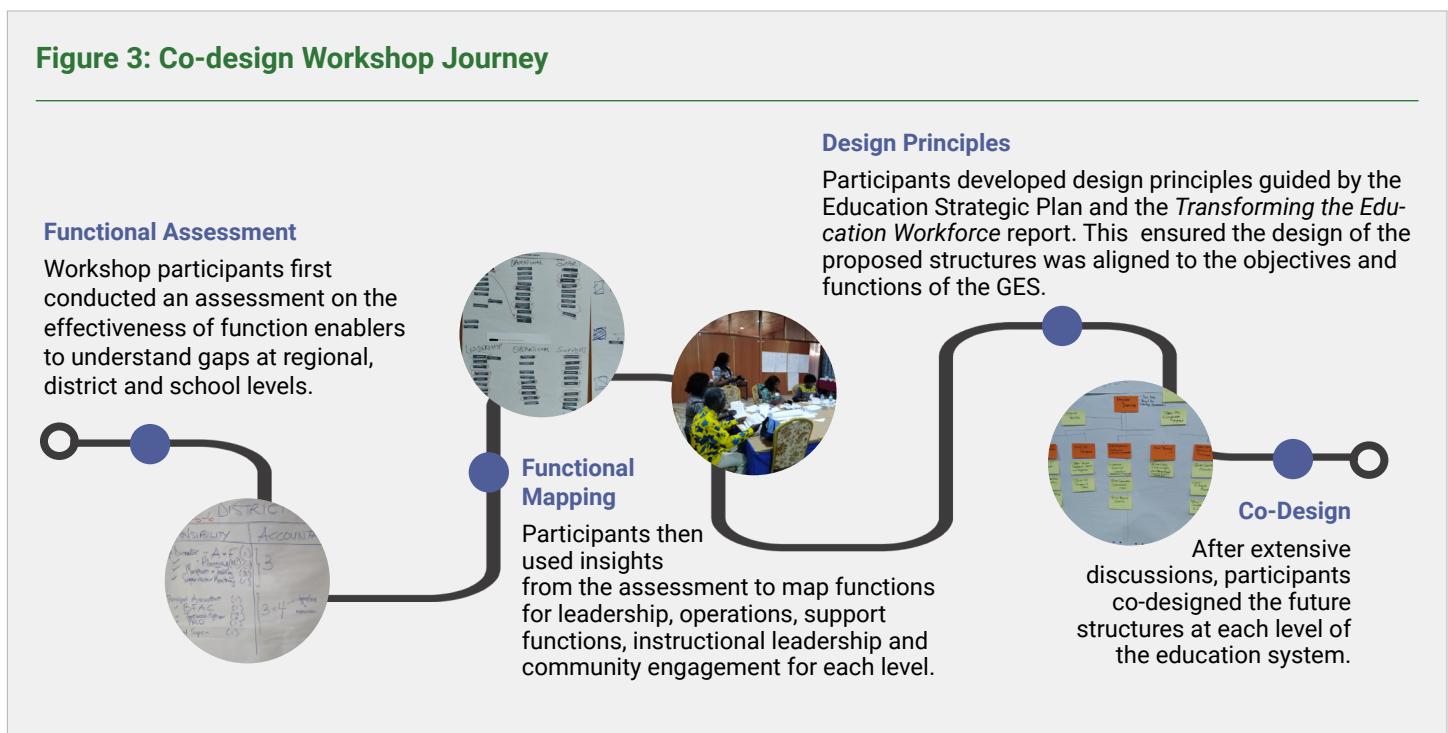 Figure 3: Co-design Workshop Journey
Functional Assessment
Workshop participants first
conducted an assessment on the
effectiveness of function enablers
to understand gaps at regional,
district and school levels.
DISTRICT
ACCOUNTA
LEADERSHIP OPERATIONAL SUPPORT
Functional
Mapping
Participants then
used insights
from the assessment to map functions
for leadership, operations, support
functions, instructional leadership and
community engagement for each level.
Design Principles
Participants developed design principles guided by the
Education Strategic Plan and the Transforming the Edu-
cation Workforce report. This  ensured the design of the
proposed structures was aligned to the objectives and
functions of the GES.
Co-Design
After extensive
discussions, participants
co-designed the future
structures at each level of
the education system.